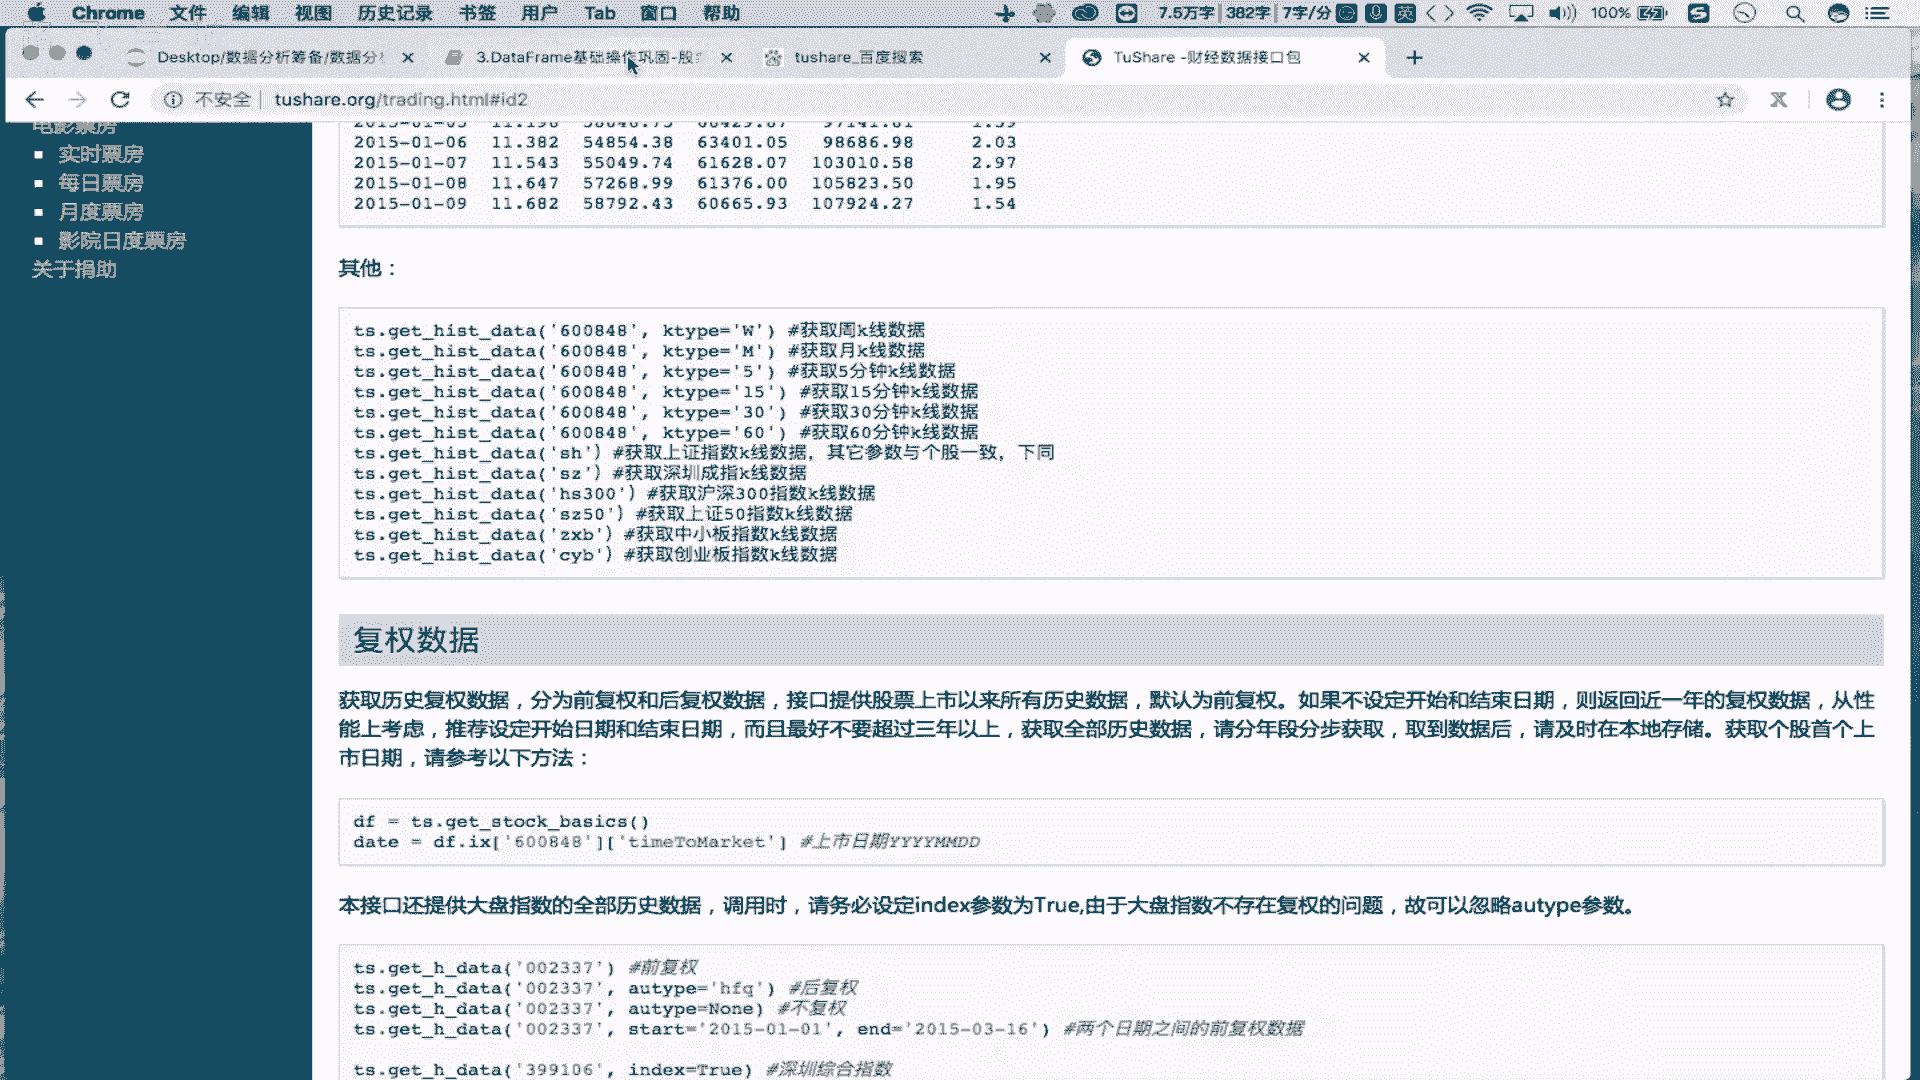 Chrome 文件 编辑 视图 历史记录 书签 用户 Tab 窗口 帮助 7.5万字 382字 7字/分 英 100%
Desktop/数据分析筹备/数据分 3.DataFrame基础操作巩固-股 tushare_百度搜索 TuShare -财经数据接口包
不安全 tushare.org/trading.html#id2
电影票房
实时票房
每日票房
月度票房
影院日度票房
关于捐助
2015-01-06 11.382 54854.38 63401.05 98686.98 2.03
2015-01-07 11.543 55049.74 61628.07 103010.58 2.97
2015-01-08 11.647 57268.99 61376.00 105823.50 1.95
2015-01-09 11.682 58792.43 60665.93 107924.27 1.54
其他：
ts.get_hist_data('600848', ktype='W') #获取周k线数据
ts.get_hist_data('600848', ktype='M') #获取月k线数据
ts.get_hist_data('600848', ktype='5') #获取5分钟k线数据
ts.get_hist_data('600848', ktype='15') #获取15分钟k线数据
ts.get_hist_data('600848', ktype='30') #获取30分钟k线数据
ts.get_hist_data('600848', ktype='60') #获取60分钟k线数据
ts.get_hist_data('sh') #获取上证指数k线数据，其它参数与个股一致，下同
ts.get_hist_data('sz') #获取深圳成指k线数据
ts.get_hist_data('hs300') #获取沪深300指数k线数据
ts.get_hist_data('sz50') #获取上证50指数k线数据
ts.get_hist_data('zxb') #获取中小板指数k线数据
ts.get_hist_data('cyb') #获取创业板指数k线数据
复权数据
获取历史复权数据，分为前复权和后复权数据，接口提供股票上市以来所有历史数据，默认为前复权。如果不设定开始和结束日期，则返回近一年的复权数据，从性
能上考虑，推荐设定开始日期和结束日期，而且最好不要超过三年以上，获取全部历史数据，请分年段分步获取，取到数据后，请及时在本地存储。获取个股首个上
市日期，请参考以下方法：
df = ts.get_stock_basics()
date = df.ix['600848']['timeToMarket'] #上市日期YYYYMMDD
本接口还提供大盘指数的全部历史数据，调用时，请务必设定index参数为True,由于大盘指数不存在复权的问题，故可以忽略autype参数。
ts.get_h_data('002337') #前复权
ts.get_h_data('002337', autype='hfq') #后复权
ts.get_h_data('002337', autype=None) #不复权
ts.get_h_data('002337', start='2015-01-01', end='2015-03-16') #两个日期之间的前复权数据
ts.get_h_data('399106', index=True) #深圳综合指数